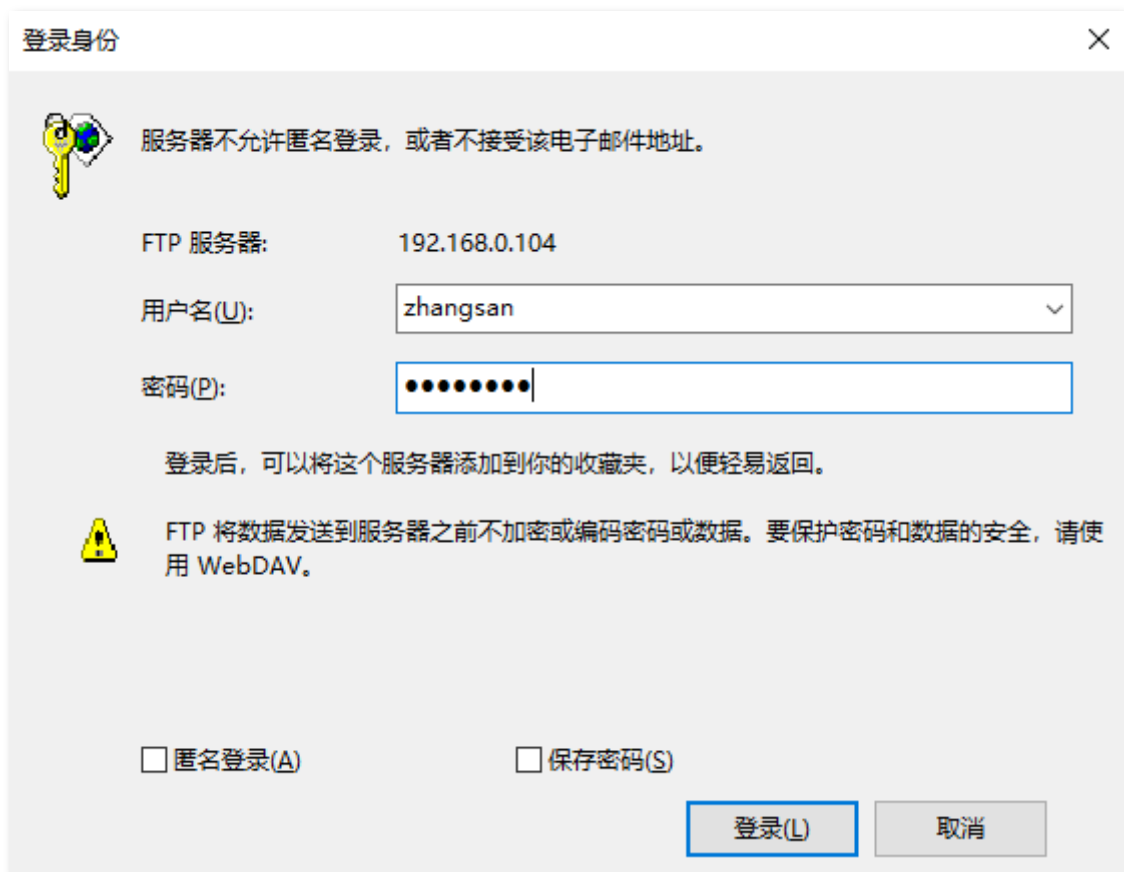 登录身份
服务器不允许匿名登录，或者不接受该电子邮件地址。
FTP 服务器: 192.168.0.104
用户名(U): zhangsan
密码(P): ●●●●●●●●
登录后，可以将这个服务器添加到你的收藏夹，以便轻易返回。
FTP 将数据发送到服务器之前不加密或编码密码或数据。要保护密码和数据的安全，请使
用 WebDAV。
匿名登录(A) 保存密码(S)
登录(L) 取消